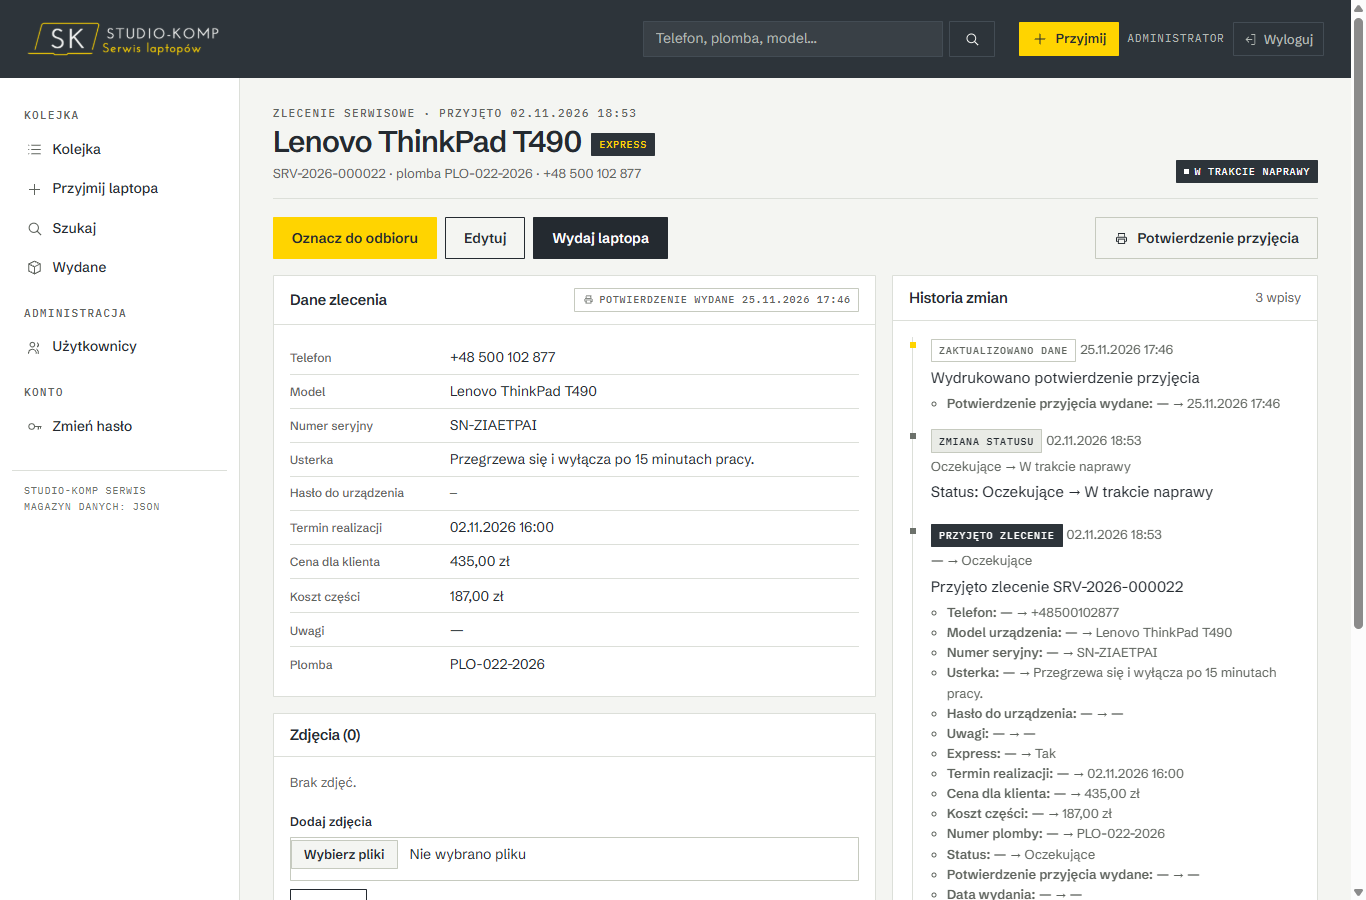 SK STUDIO-KOMP
Serwis laptopów
Telefon, plomba, model...
Przyjmij
ADMINISTRATOR
Wyloguj
KOLEJKA
Kolejka
Przyjmij laptopa
Szukaj
Wydane
ADMINISTRACJA
Użytkownicy
KONTO
Zmień hasło
STUDIO-KOMP SERWIS
MAGAZYN DANYCH: JSON
ZLECENIE SERWISOWE · PRZYJĘTO 02.11.2026 18:53
Lenovo ThinkPad T490 EXPRESS
SRV-2026-000022 · plomba PLO-022-2026 · +48 500 102 877
W TRAKCIE NAPRAWY
Oznacz do odbioru
Edytuj
Wydaj laptopa
Potwierdzenie przyjęcia
Dane zlecenia
POTWIERDZENIE WYDANE 25.11.2026 17:46
Telefon +48 500 102 877
Model Lenovo ThinkPad T490
Numer seryjny SN-ZIAETPAI
Usterka Przegrzewa się i wyłącza po 15 minutach pracy.
Hasło do urządzenia –
Termin realizacji 02.11.2026 16:00
Cena dla klienta 435,00 zł
Koszt części 187,00 zł
Uwagi —
Plomba PLO-022-2026
Zdjęcia (0)
Brak zdjęć.
Dodaj zdjęcia
Wybierz pliki Nie wybrano pliku
Historia zmian 3 wpisy
ZAKTUALIZOWANO DANE 25.11.2026 17:46
Wydrukowano potwierdzenie przyjęcia
Potwierdzenie przyjęcia wydane: — → 25.11.2026 17:46
ZMIANA STATUSU 02.11.2026 18:53
Oczekujące → W trakcie naprawy
Status: Oczekujące → W trakcie naprawy
PRZYJĘTO ZLECENIE 02.11.2026 18:53
— → Oczekujące
Przyjęto zlecenie SRV-2026-000022
Telefon: — → +48500102877
Model urządzenia: — → Lenovo ThinkPad T490
Numer seryjny: — → SN-ZIAETPAI
Usterka: — → Przegrzewa się i wyłącza po 15 minutach
pracy.
Hasło do urządzenia: — → —
Uwagi: — → —
Express: — → Tak
Termin realizacji: — → 02.11.2026 16:00
Cena dla klienta: — → 435,00 zł
Koszt części: — → 187,00 zł
Numer plomby: — → PLO-022-2026
Status: — → Oczekujące
Potwierdzenie przyjęcia wydane: — → —
Data wydania: — → —